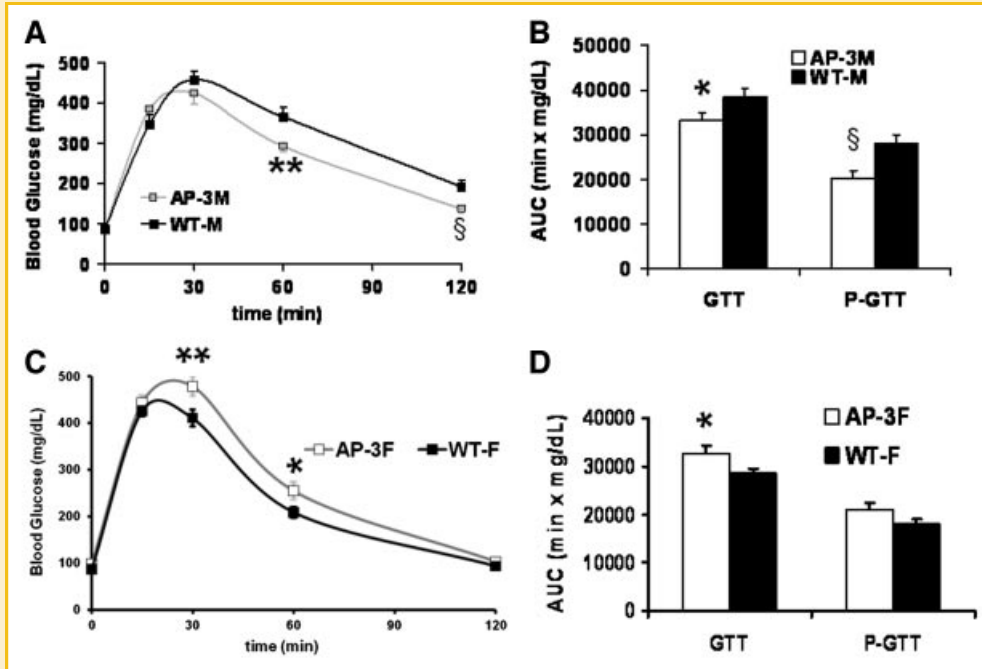 A
Blood Glucose (mg/dL)
500
400
300
200
100
0
**
§
AP-3M
WT-M
0 30 60 90 120
time (min)
B
AUC (min x mg/dL)
50000
40000
30000
20000
10000
0
AP-3M
WT-M
*
§
GTT P-GTT
C
Blood Glucose (mg/dL)
500
400
300
200
100
0
**
*
AP-3F WT-F
0 30 60 90 120
time (min)
D
AUC (min x mg/dL)
40000
30000
20000
10000
0
*
AP-3F
WT-F
GTT P-GTT